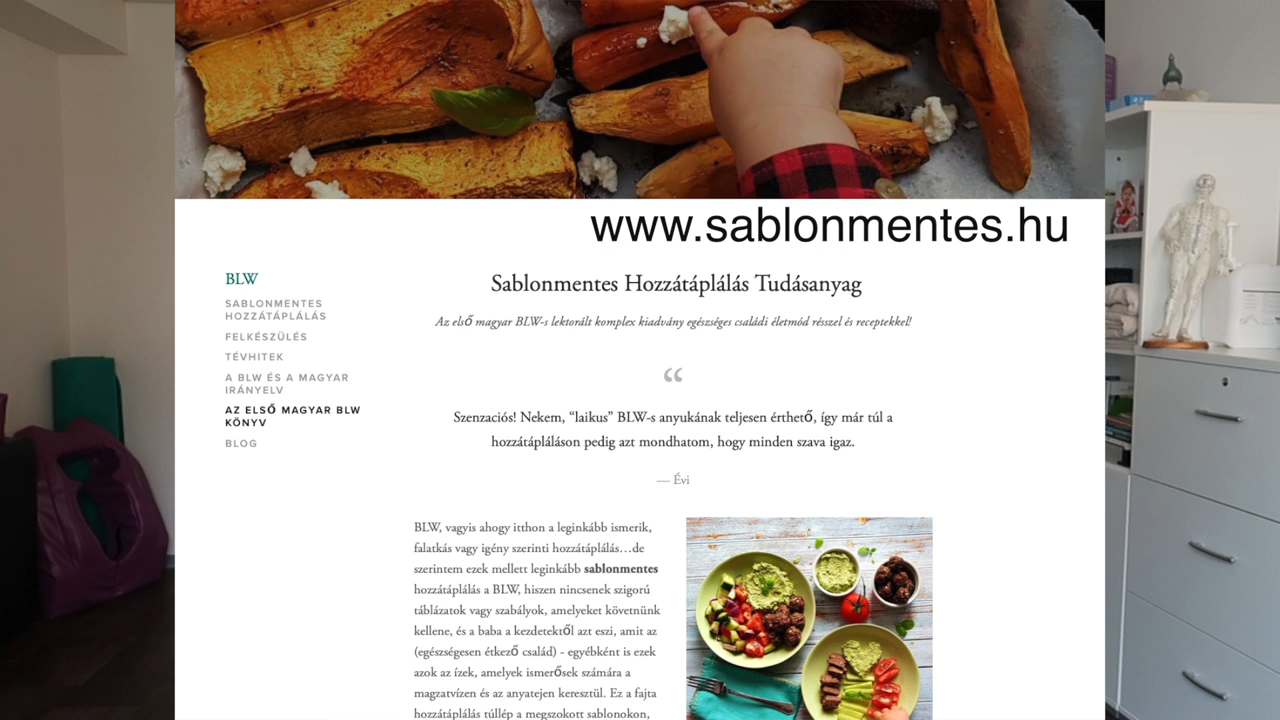 www.sablonmentes.hu
BLW
SABLONMENTES
HOZZÁTÁPLÁLÁS
FELKÉSZÜLÉS
TÉVHITEK
A BLW ÉS A MAGYAR
IRÁNYELV
AZ ELSŐ MAGYAR BLW
KÖNYV
BLOG
Sablonmentes Hozzátáplálás Tudásanyag
Az első magyar BLW-s lektorált komplex kiadvány egészséges családi életmód résszel és receptekkel!
“
Szenzaciós! Nekem, “laikus” BLW-s anyukának teljesen érthető, így már túl a
hozzátápláláson pedig azt mondhatom, hogy minden szava igaz.
— Évi
BLW, vagyis ahogy itthon a leginkább ismerik,
falatkás vagy igény szerinti hozzátáplálás…de
szerintem ezek mellett leginkább sablonmentes
hozzátáplálás a BLW, hiszen nincsenek szigorú
táblázatok vagy szabályok, amelyeket követnünk
kellene, és a baba a kezdetektől azt eszi, amit az
(egészségesen étkező család) - egyébként is ezek
azok az ízek, amelyek ismerősek számára a
magzatvízen és az anyatejen keresztül. Ez a fajta
hozzátáplálás túllép a megszokott sablonokon,